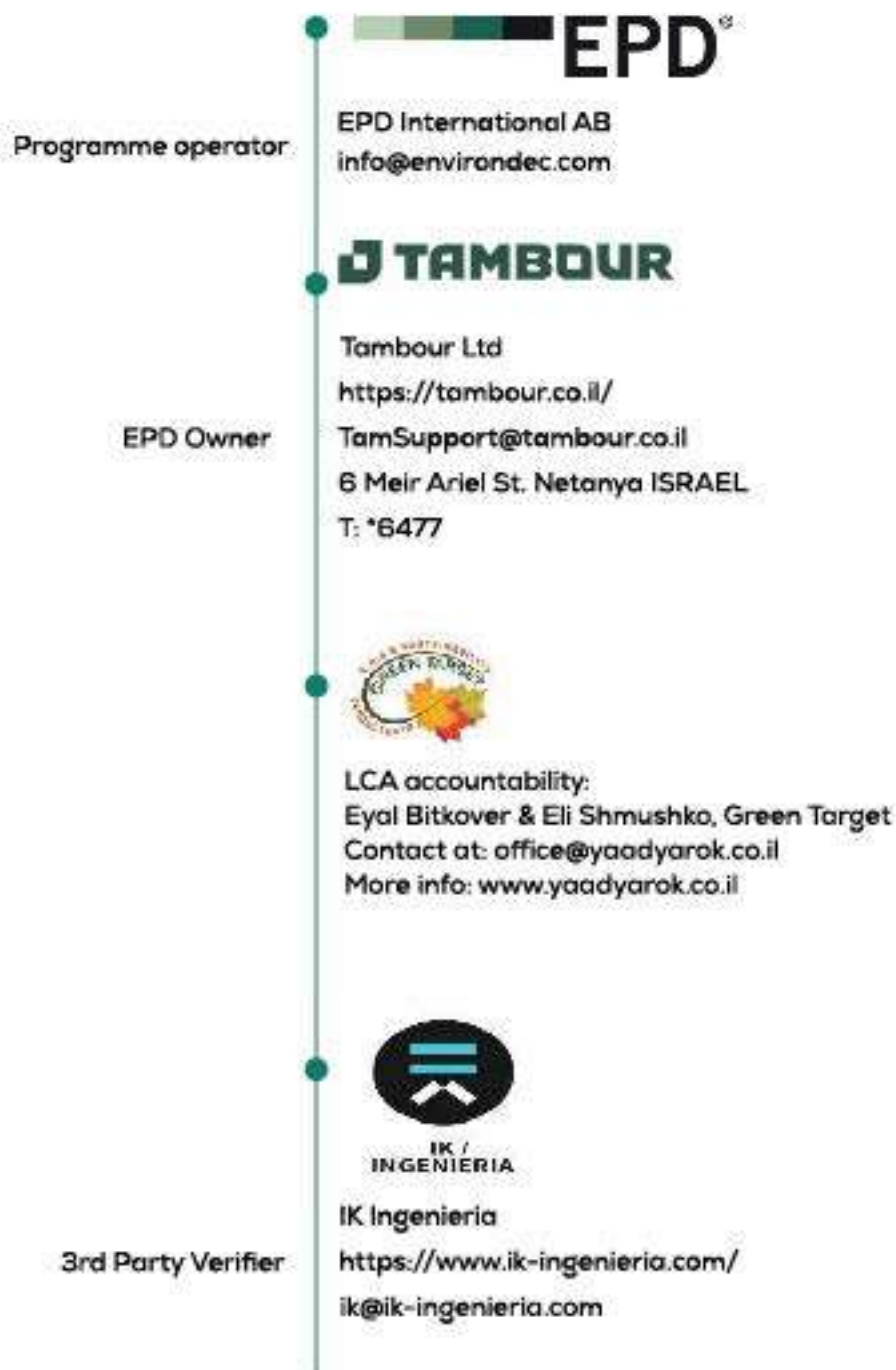 EPD®
Programme operator
EPD International AB
info@environdec.com
TAMBOUR
EPD Owner
Tambour Ltd
https://tambour.co.il/
TamSupport@tambour.co.il
6 Meir Ariel St. Netanya ISRAEL
T: *6477
LCA accountability:
Eyal Bitkover & Eli Shmushko, Green Target
Contact at: office@yaadyarok.co.il
More info: www.yaadyarok.co.il
IK /
INGENIERIA
3rd Party Verifier
IK Ingenieria
https://www.ik-ingenieria.com/
ik@ik-ingenieria.com